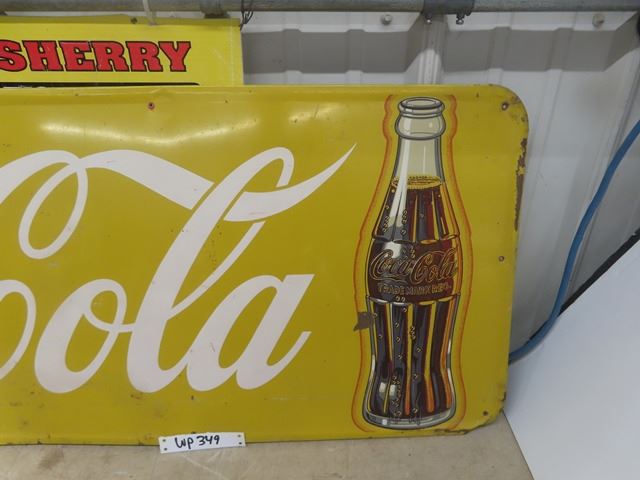 SHERRY
Cola
Coca-Cola
TRADE MARK REG.
WP 349